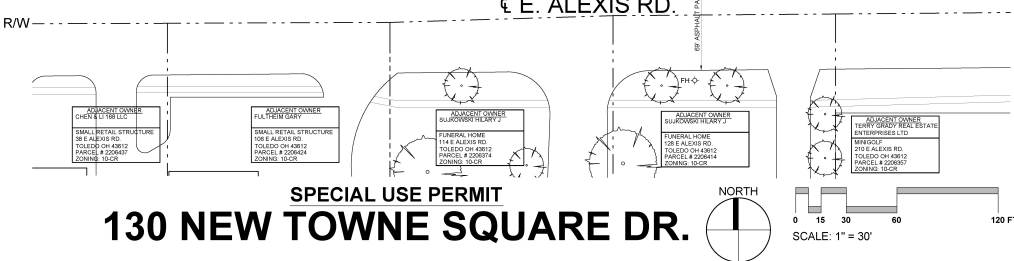 ℄ E. ALEXIS RD.
R/W
69' ASPHALT PA
FH
ADJACENT OWNER
CHEN & LI 168 LLC
SMALL RETAIL STRUCTURE
38 E ALEXIS RD.
TOLEDO OH 43612
PARCEL # 2206437
ZONING: 10-CR
ADJACENT OWNER
FULTHEIM GARY
SMALL RETAIL STRUCTURE
106 E ALEXIS RD.
TOLEDO OH 43612
PARCEL # 2206424
ZONING: 10-CR
ADJACENT OWNER
SUJKOWSKI HILARY J
FUNERAL HOME
114 E ALEXIS RD.
TOLEDO OH 43612
PARCEL # 2206374
ZONING: 10-CR
ADJACENT OWNER
SUJKOWSKI HILARY J
FUNERAL HOME
128 E ALEXIS RD.
TOLEDO OH 43612
PARCEL # 2206414
ZONING: 10-CR
ADJACENT OWNER
TERRY GRADY REAL ESTATE
ENTERPRISES LTD
MINIGOLF
210 E ALEXIS RD.
TOLEDO OH 43612
PARCEL # 2206357
ZONING: 10-CR
SPECIAL USE PERMIT
130 NEW TOWNE SQUARE DR.
NORTH
0 15 30 60 120 FT
SCALE: 1" = 30'